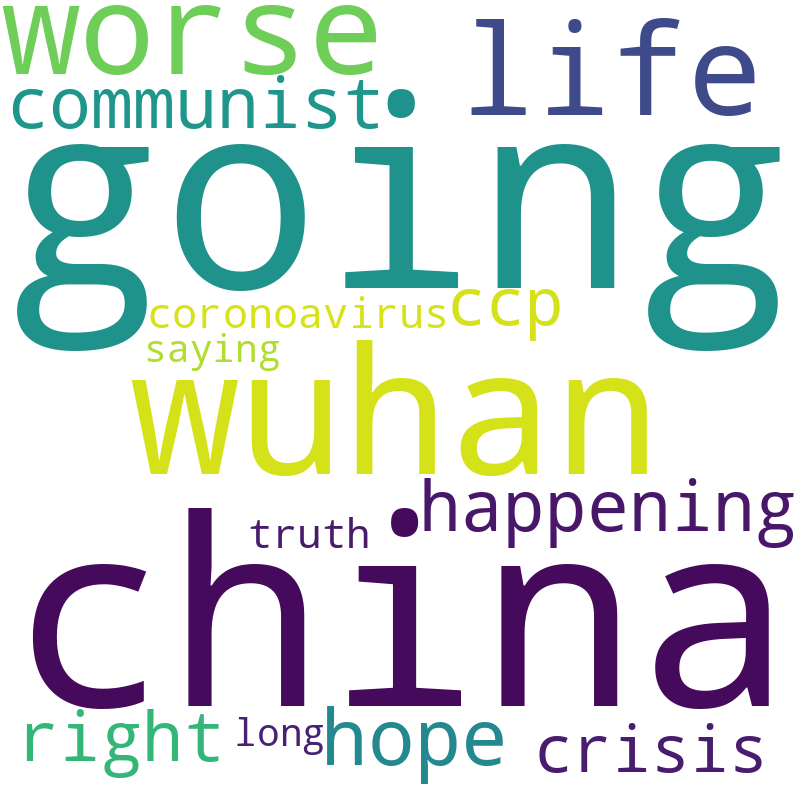 worse
life
communist
going
coronoavirus
ccp
saying
wuhan
happening
truth
china
right
long
hope
crisis